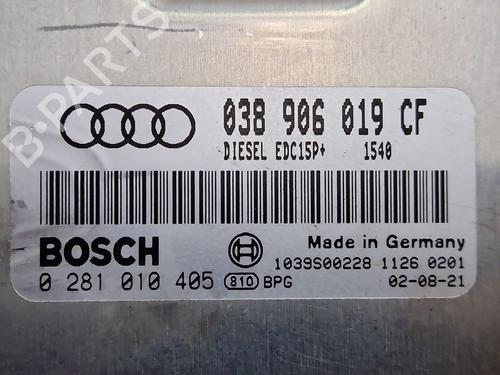 B-PARTS
038 906 019 CF
DIESEL EDC15P+ 1540
BOSCH
Made in Germany
1039S00228 1126 0201
0 281 010 405 810 BPG 02-08-21